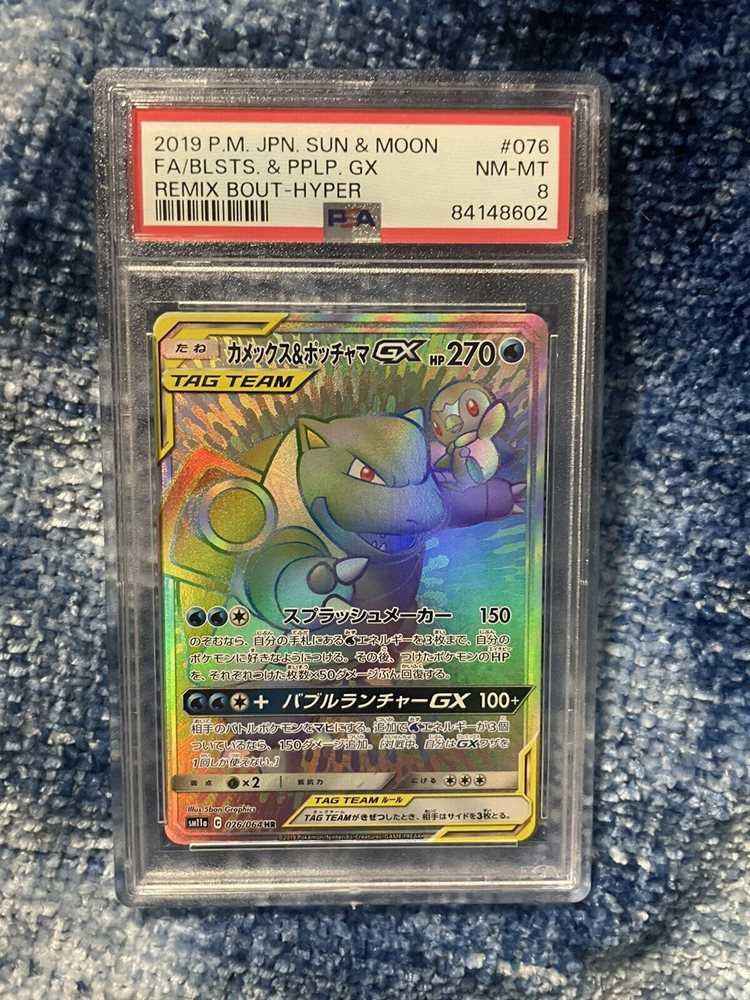 2019 P.M. JPN. SUN & MOON #076
FA/BLSTS. & PPLP. GX NM-MT
REMIX BOUT-HYPER 8
PSA 84148602
たね カメックス&ポッチャマGX HP270
TAG TEAM
スプラッシュメーカー 150
のぞむなら、自分の手札にあるエネルギーを3枚まで、自分の
ポケモンに好きなようにつける。その後、つけたポケモンのHP
を、それぞれつけた枚数×50ダメージぶん回復する。
+ バブルランチャーGX 100+
相手のバトルポケモンをマヒにする。追加でエネルギーが3個
ついているなら、150ダメージ追加。[対戦中、自分はGXワザを
1回しか使えない。]
弱点 ×2 抵抗力 にげる
TAG TEAM ルール
Illus. 5ban Graphics
TAG TEAMがきぜつしたとき、相手はサイドを3枚とる。
sm11a C 076/064 HR
©2019 Pokémon/Nintendo/Creatures/GAME FREAK